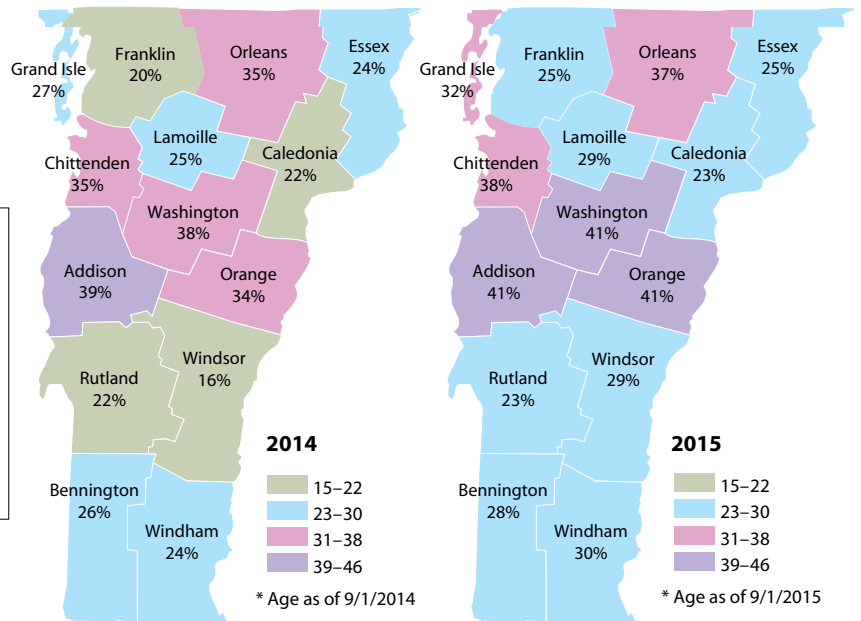 Grand Isle
27%
Franklin
20%
Orleans
35%
Essex
24%
Lamoille
25%
Caledonia
22%
Chittenden
35%
Washington
38%
Addison
39%
Orange
34%
Windsor
16%
Rutland
22%
Bennington
26%
Windham
24%
2014
15–22
23–30
31–38
39–46
* Age as of 9/1/2014
Grand Isle
32%
Franklin
25%
Orleans
37%
Essex
25%
Lamoille
29%
Caledonia
23%
Chittenden
38%
Washington
41%
Addison
41%
Orange
41%
Windsor
29%
Rutland
23%
Bennington
28%
Windham
30%
2015
15–22
23–30
31–38
39–46
* Age as of 9/1/2015